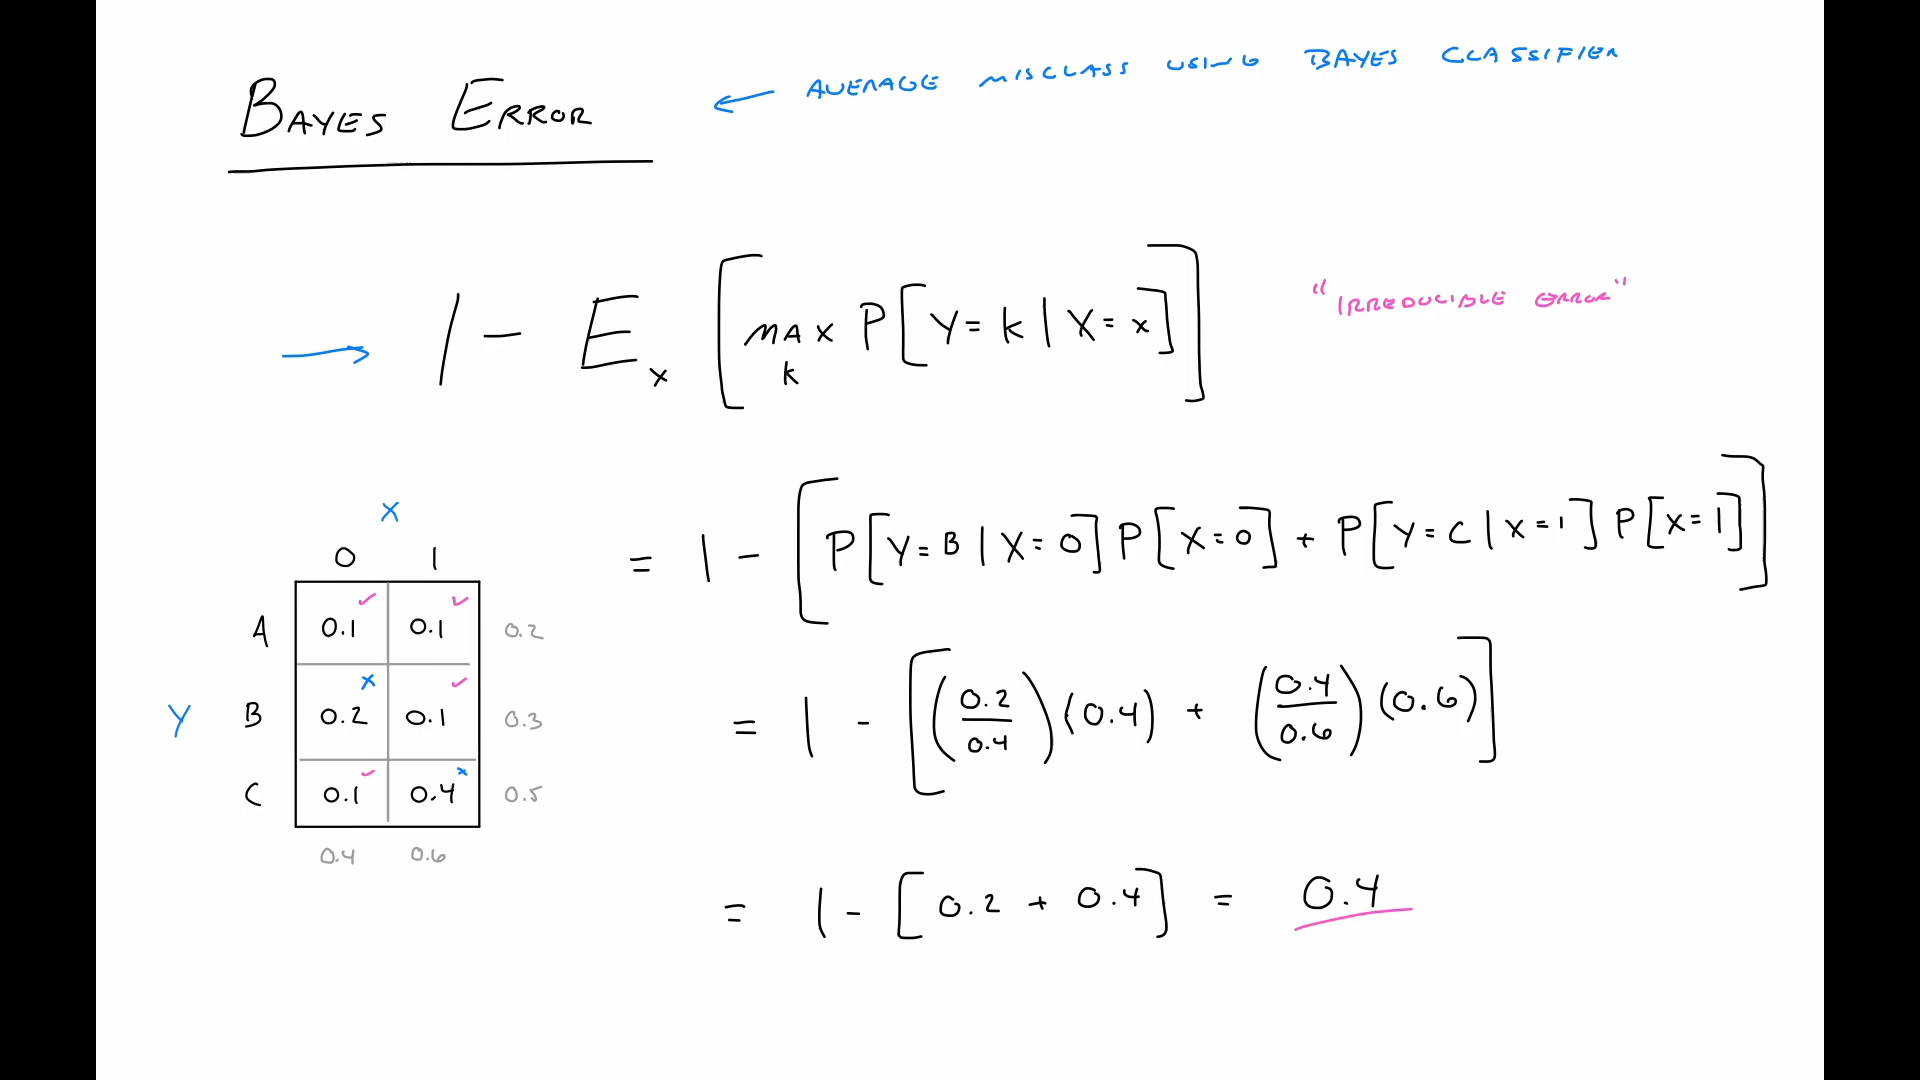 BAYES ERROR ← AVERAGE MISCLASS USING BAYES CLASSIFIER
→ 1 - E_x [ max_k P[Y = k | X = x] ] "IRREDUCIBLE ERROR"
= 1 - [ P[Y = B | X = 0] P[X = 0] + P[Y = C | X = 1] P[X = 1] ]
= 1 - [ (0.2/0.4) (0.4) + (0.4/0.6) (0.6) ]
= 1 - [0.2 + 0.4] = 0.4
X
0 1
A 0.1 ✓ 0.1 ✓ 0.2
Y B 0.2 x 0.1 ✓ 0.3
C 0.1 ✓ 0.4 x 0.5
0.4 0.6